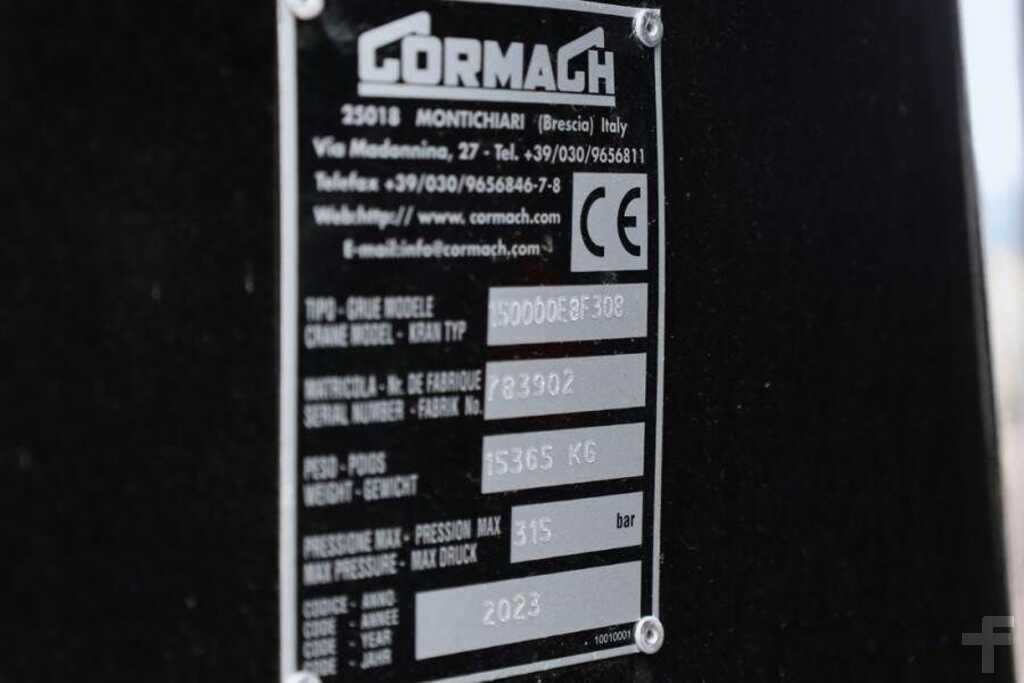 CORMACH
25018 MONTICHIARI (Brescia) Italy
Via Madonnina, 27 - Tel. +39/030/9656811
Telefax +39/030/9656846-7-8
Web:http:// www. cormach.com
E-mail:info@cormach.com
CE
TIPO - GRUE MODELE
CRANE MODEL - KRAN TYP
150000E8F308
MATRICOLA - Nr. DE FABRIQUE
SERIAL NUMBER - FABRIK No.
783902
PESO - POIDS
WEIGHT - GEWICHT
15365 KG
PRESSIONE MAX - PRESSION MAX
MAX PRESSURE - MAX DRUCK
315 bar
CODICE - ANNO
CODE - ANNEE
CODE - YEAR
CODE - JAHR
2023
10010001